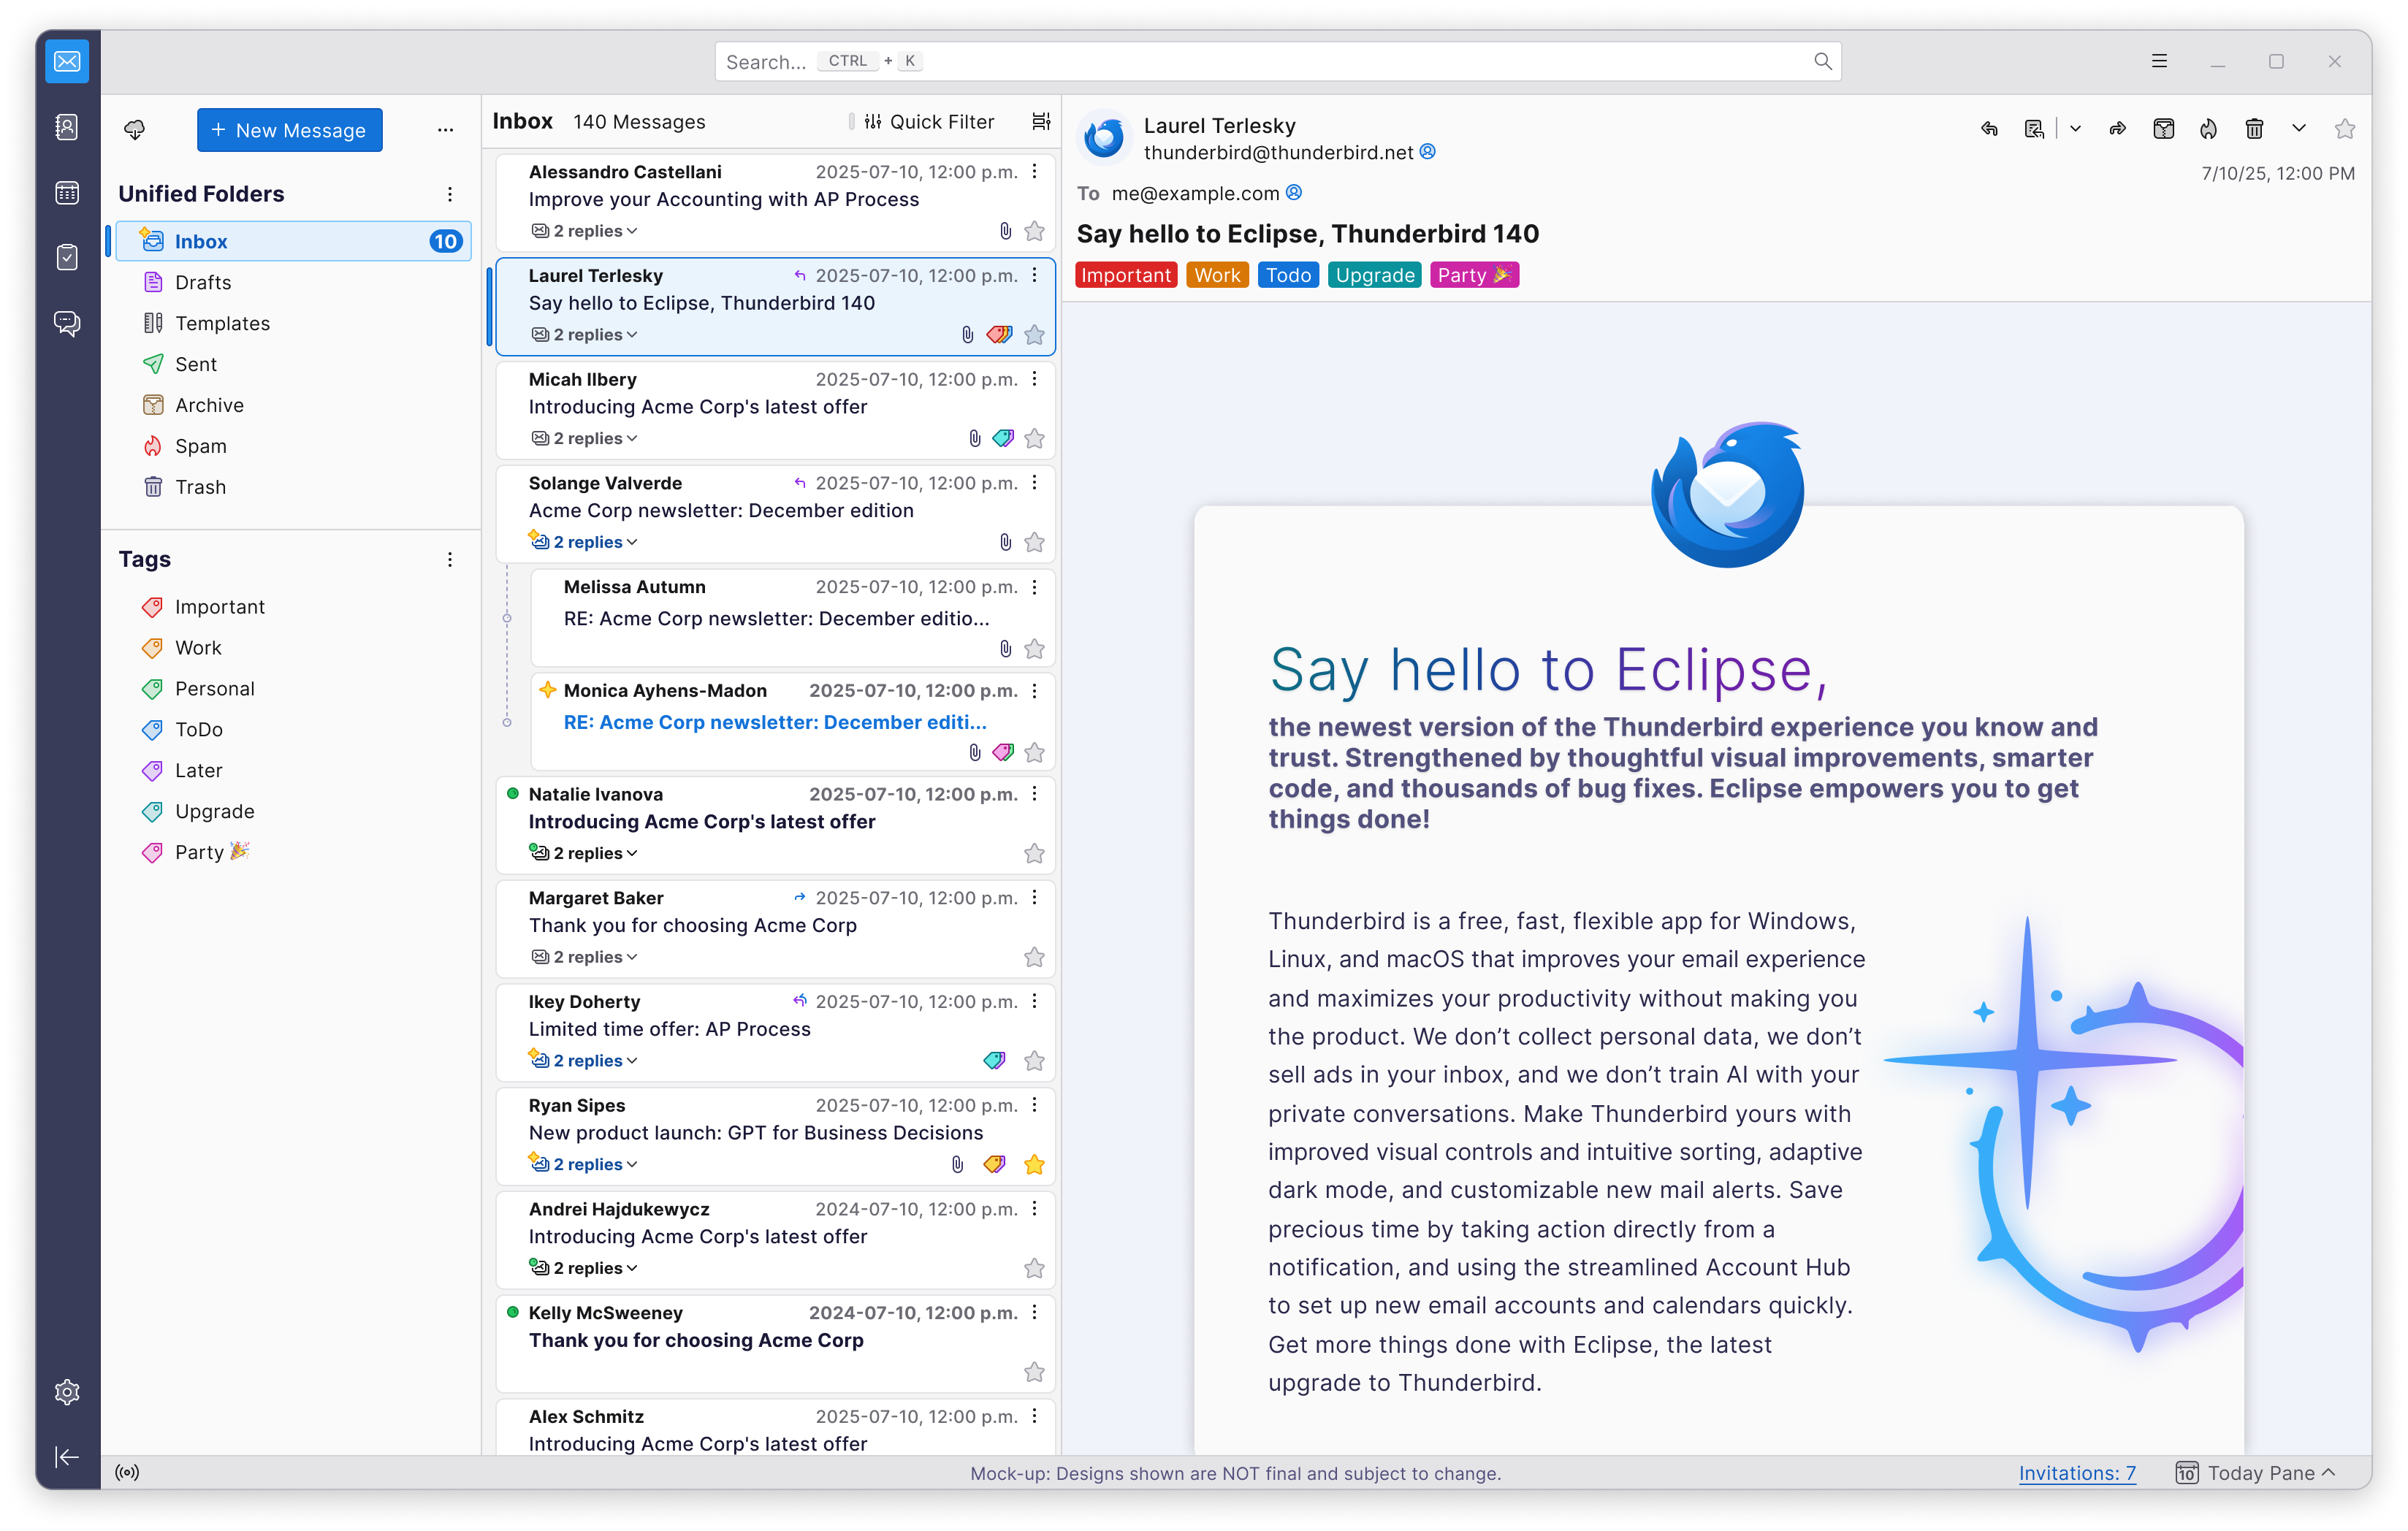 Search... CTRL + K
New Message
Unified Folders
Inbox 10
Drafts
Templates
Sent
Archive
Spam
Trash
Tags
Important
Work
Personal
ToDo
Later
Upgrade
Party
Inbox 140 Messages Quick Filter
Alessandro Castellani 2025-07-10, 12:00 p.m.
Improve your Accounting with AP Process
2 replies
Laurel Terlesky 2025-07-10, 12:00 p.m.
Say hello to Eclipse, Thunderbird 140
2 replies
Micah Ilbery 2025-07-10, 12:00 p.m.
Introducing Acme Corp's latest offer
2 replies
Solange Valverde 2025-07-10, 12:00 p.m.
Acme Corp newsletter: December edition
2 replies
Melissa Autumn 2025-07-10, 12:00 p.m.
RE: Acme Corp newsletter: December editio...
Monica Ayhens-Madon 2025-07-10, 12:00 p.m.
RE: Acme Corp newsletter: December editi...
Natalie Ivanova 2025-07-10, 12:00 p.m.
Introducing Acme Corp's latest offer
2 replies
Margaret Baker 2025-07-10, 12:00 p.m.
Thank you for choosing Acme Corp
2 replies
Ikey Doherty 2025-07-10, 12:00 p.m.
Limited time offer: AP Process
2 replies
Ryan Sipes 2025-07-10, 12:00 p.m.
New product launch: GPT for Business Decisions
2 replies
Andrei Hajdukewycz 2024-07-10, 12:00 p.m.
Introducing Acme Corp's latest offer
2 replies
Kelly McSweeney 2024-07-10, 12:00 p.m.
Thank you for choosing Acme Corp
Alex Schmitz 2025-07-10, 12:00 p.m.
Introducing Acme Corp's latest offer
Laurel Terlesky
thunderbird@thunderbird.net
7/10/25, 12:00 PM
To me@example.com
Say hello to Eclipse, Thunderbird 140
Important Work Todo Upgrade Party
Say hello to Eclipse,
the newest version of the Thunderbird experience you know and
trust. Strengthened by thoughtful visual improvements, smarter
code, and thousands of bug fixes. Eclipse empowers you to get
things done!
Thunderbird is a free, fast, flexible app for Windows,
Linux, and macOS that improves your email experience
and maximizes your productivity without making you
the product. We don’t collect personal data, we don’t
sell ads in your inbox, and we don’t train AI with your
private conversations. Make Thunderbird yours with
improved visual controls and intuitive sorting, adaptive
dark mode, and customizable new mail alerts. Save
precious time by taking action directly from a
notification, and using the streamlined Account Hub
to set up new email accounts and calendars quickly.
Get more things done with Eclipse, the latest
upgrade to Thunderbird.
Mock-up: Designs shown are NOT final and subject to change.
Invitations: 7
10 Today Pane